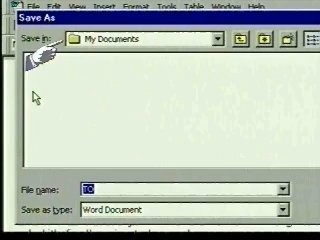 File Edit View Insert Format Tools Table Window Help
Save As
Save in: My Documents
File name: TO
Save as type: Word Document